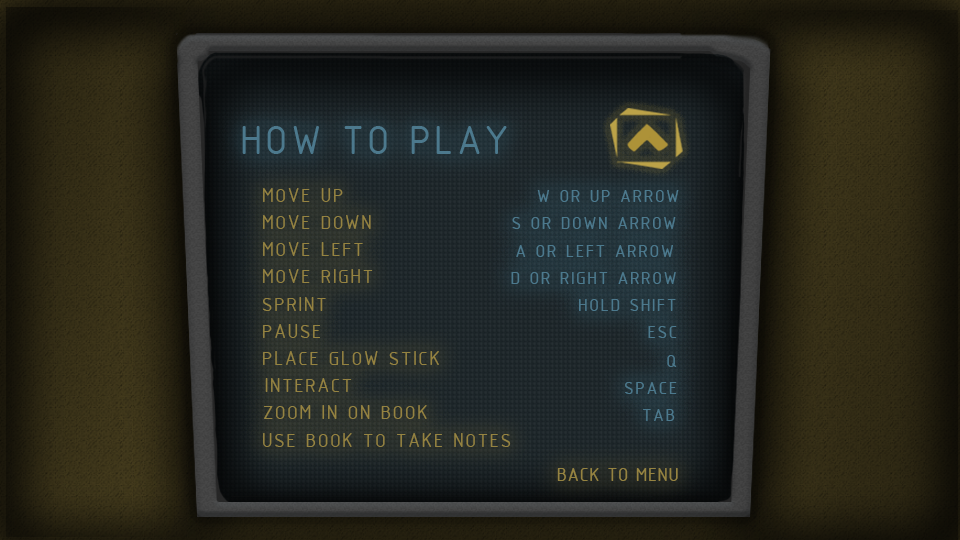 HOW TO PLAY
MOVE UP W OR UP ARROW
MOVE DOWN S OR DOWN ARROW
MOVE LEFT A OR LEFT ARROW
MOVE RIGHT D OR RIGHT ARROW
SPRINT HOLD SHIFT
PAUSE ESC
PLACE GLOW STICK Q
INTERACT SPACE
ZOOM IN ON BOOK TAB
USE BOOK TO TAKE NOTES
BACK TO MENU